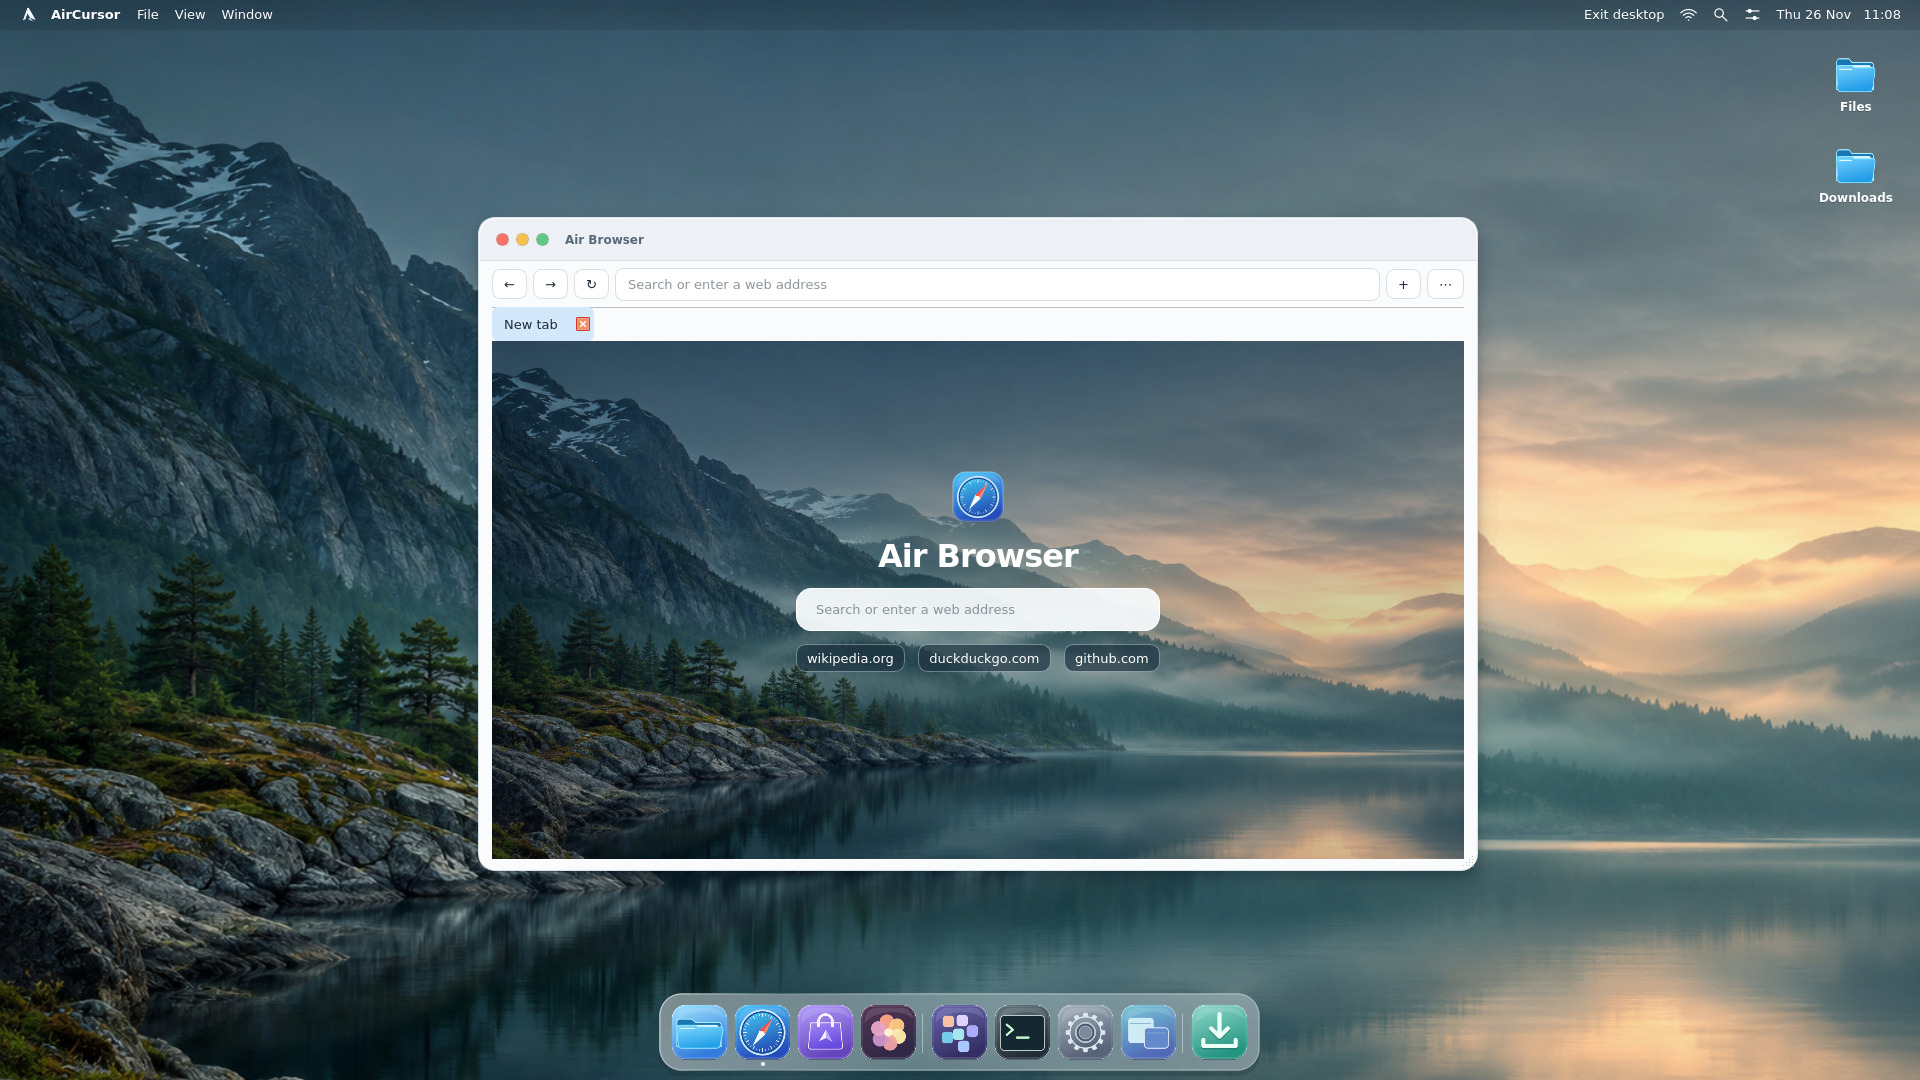 AirCursor File View Window Exit desktop Thu 26 Nov 11:08
Files
Downloads
Air Browser
Search or enter a web address
New tab
Air Browser
Search or enter a web address
wikipedia.org duckduckgo.com github.com